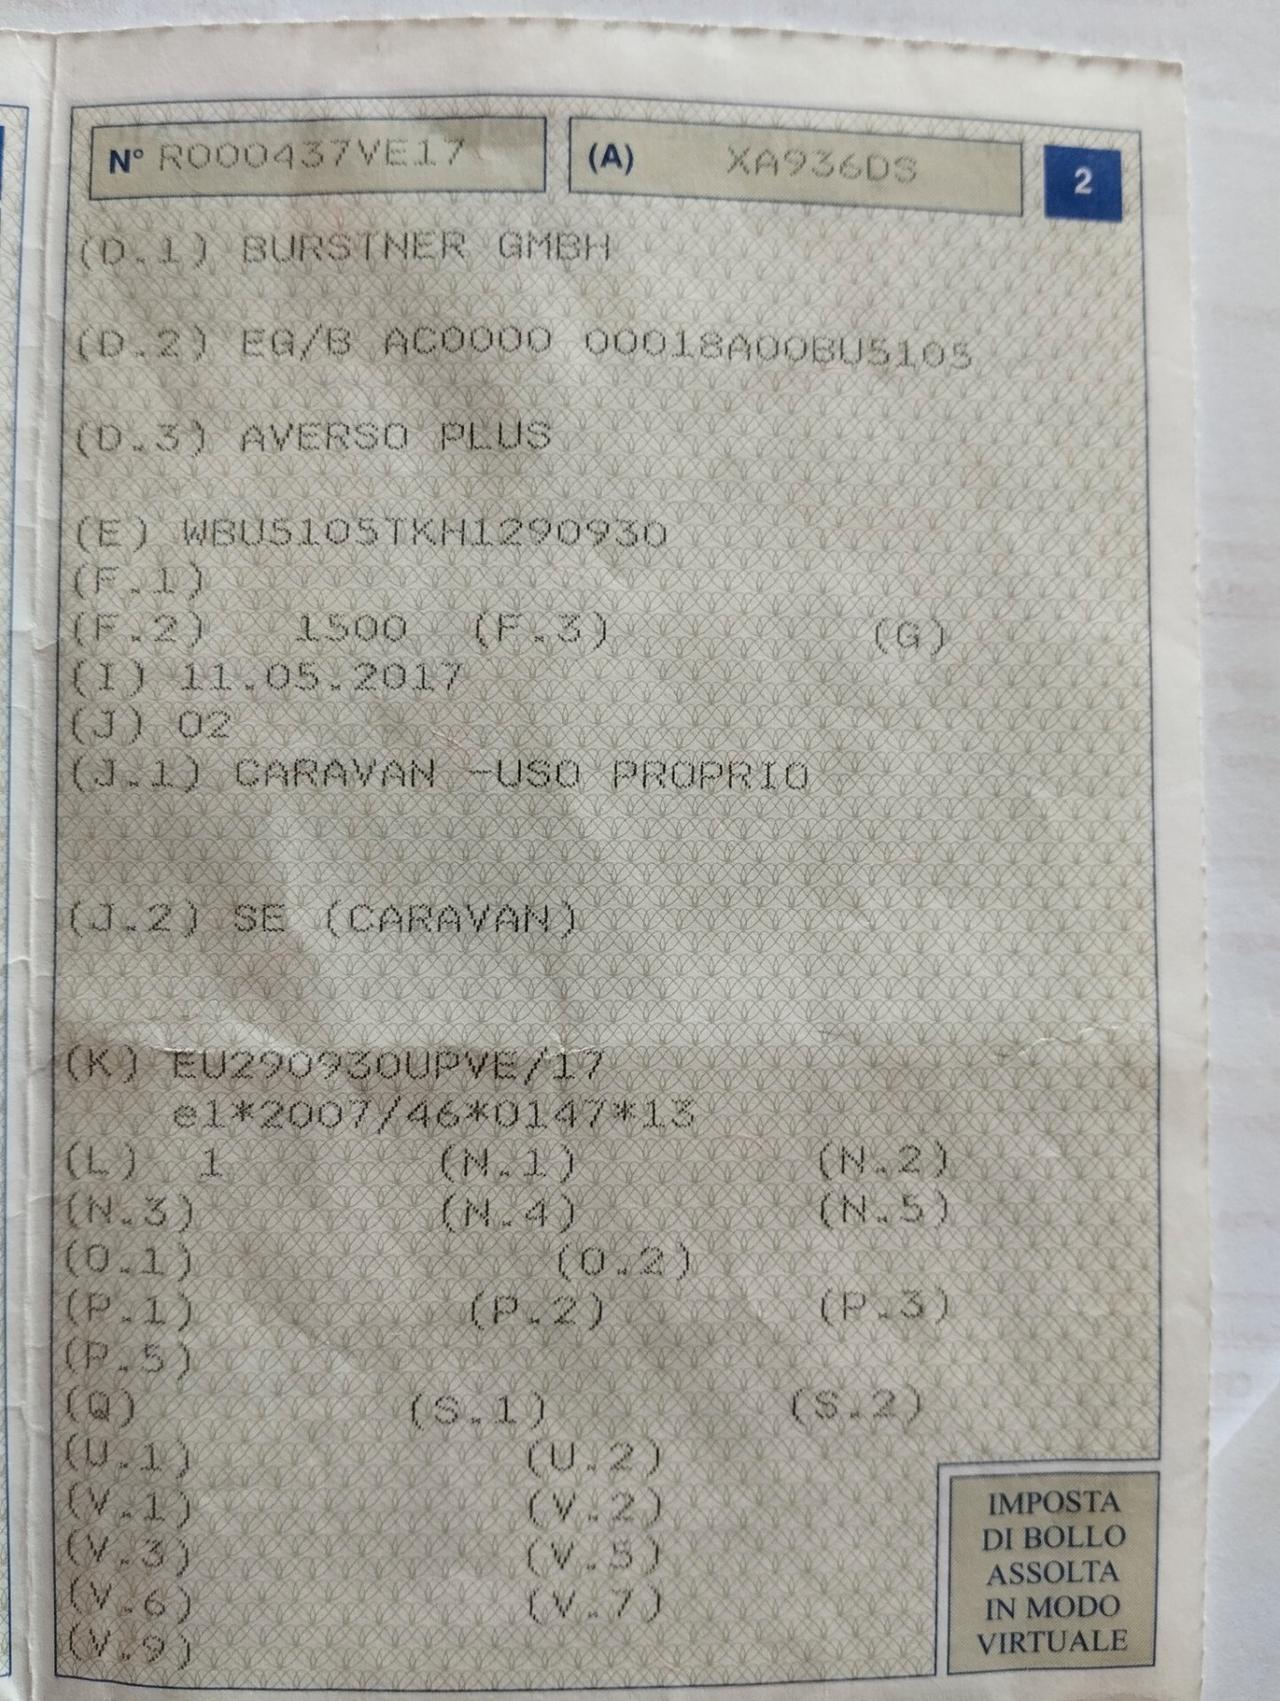 N° R000437VE17 (A) XA936DS 2
(D.1) BURSTNER GMBH
(D.2) EG/B AC0000 00018A00BU5105
(D.3) AVERSO PLUS
(E) WBU5105TKH1290930
(F.1)
(F.2) 1500 (F.3) (G)
(I) 11.05.2017
(J) 02
(J.1) CARAVAN -USO PROPRIO
(J.2) SE (CARAVAN)
(K) EU290930UPVE/17
e1*2007/46*0147*13
(L) 1 (N.1) (N.2)
(N.3) (N.4) (N.5)
(O.1) (O.2)
(P.1) (P.2) (P.3)
(P.5)
(Q) (S.1) (S.2)
(U.1) (U.2)
(V.1) (V.2)
(V.3) (V.5)
(V.6) (V.7)
(V.9)
IMPOSTA
DI BOLLO
ASSOLTA
IN MODO
VIRTUALE